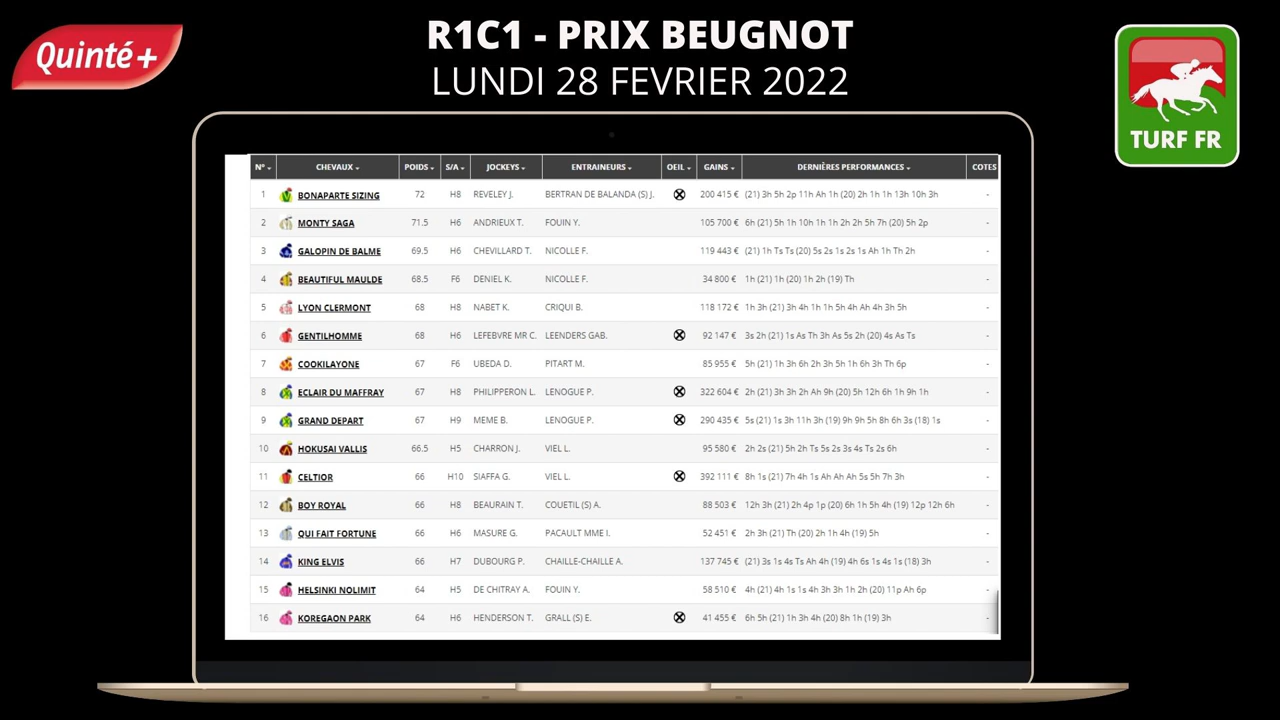 Quinté+
R1C1 - PRIX BEUGNOT
LUNDI 28 FEVRIER 2022
TURF FR
N° CHEVAUX POIDS S/A JOCKEYS ENTRAINEURS OEIL GAINS DERNIÈRES PERFORMANCES COTES
1 BONAPARTE SIZING 72 H8 REVELEY J. BERTRAN DE BALANDA (S) J. 200 415 € (21) 3h 5h 2p 11h Ah 1h (20) 2h 1h 1h 13h 10h 3h -
2 MONTY SAGA 71.5 H6 ANDRIEUX T. FOUIN Y. 105 700 € 6h (21) 5h 1h 10h 1h 1h 2h 2h 5h 7h (20) 5h 2p -
3 GALOPIN DE BALME 69.5 H6 CHEVILLARD T. NICOLLE F. 119 443 € (21) 1h Ts Ts (20) 5s 2s 1s 2s 1s Ah 1h Th 2h -
4 BEAUTIFUL MAULDE 68.5 F6 DENIEL K. NICOLLE F. 34 800 € 1h (21) 1h (20) 1h 2h (19) Th -
5 LYON CLERMONT 68 H8 NABET K. CRIQUI B. 118 172 € 1h 3h (21) 3h 4h 1h 1h 5h 4h Ah 4h 3h 5h -
6 GENTILHOMME 68 H6 LEFEBVRE MR C. LEENDERS GAB. 92 147 € 3s 2h (21) 1s As Th 3h As 5s 2h (20) 4s As Ts -
7 COOKILAYONE 67 F6 UBEDA D. PITART M. 85 955 € 5h (21) 1h 3h 6h 2h 3h 5h 1h 6h 3h Th 6p -
8 ECLAIR DU MAFFRAY 67 H8 PHILIPPERON L. LENOGUE P. 322 604 € 2h (21) 3h 3h 2h Ah 9h (20) 5h 12h 6h 1h 9h 1h -
9 GRAND DEPART 67 H9 MEME B. LENOGUE P. 290 435 € 5s (21) 1s 3h 11h 3h (19) 9h 9h 5h 8h 6h 3s (18) 1s -
10 HOKUSAI VALLIS 66.5 H5 CHARRON J. VIEL L. 95 580 € 2h 2s (21) 5h 2h Ts 5s 2s 3s 4s Ts 2s 6h -
11 CELTIOR 66 H10 SIAFFA G. VIEL L. 392 111 € 8h 1s (21) 7h 4h 1s Ah Ah Ah 5s 5h 7h 3h -
12 BOY ROYAL 66 H8 BEAURAIN T. COUETIL (S) A. 88 503 € 12h 3h (21) 2h 4p 1p (20) 6h 1h 5h 4h (19) 12p 12h 6h -
13 QUI FAIT FORTUNE 66 H6 MASURE G. PACAULT MME I. 52 451 € 2h 3h (21) Th (20) 2h 1h 4h (19) 5h -
14 KING ELVIS 66 H7 DUBOURG P. CHAILLE-CHAILLE A. 137 745 € (21) 3s 1s 4s Ts Ah 4h (19) 4h 6s 1s 4s 1s (18) 3h -
15 HELSINKI NOLIMIT 64 H5 DE CHITRAY A. FOUIN Y. 58 510 € 4h (21) 4h 1s 1s 4h 3h 3h 1h 2h (20) 11p Ah 6p -
16 KOREGAON PARK 64 H6 HENDERSON T. GRALL (S) E. 41 455 € 6h 5h (21) 1h 3h 4h (20) 8h 1h (19) 3h -